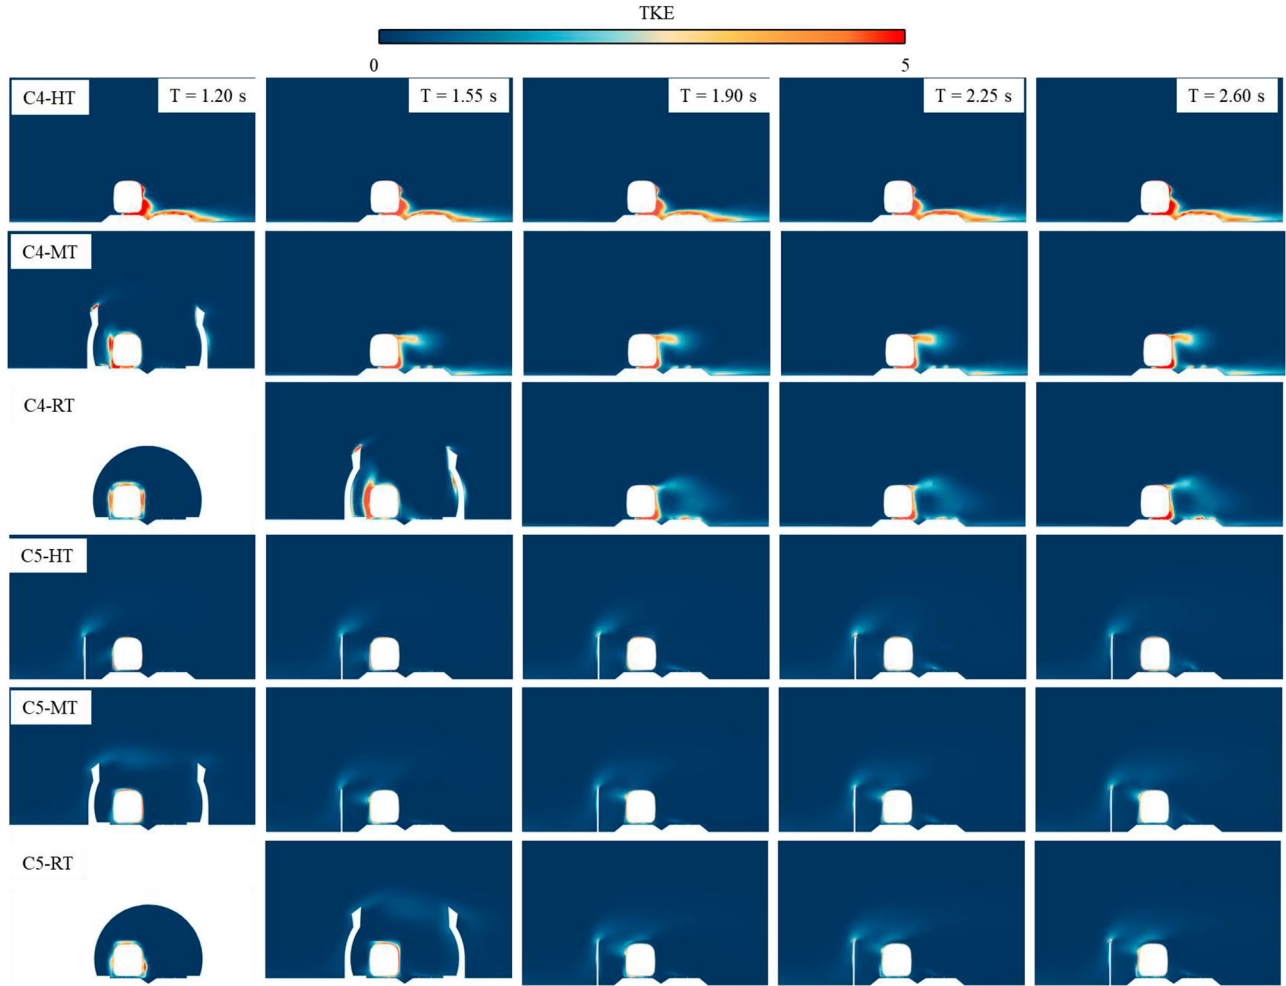 TKE
0 5
C4-HT T = 1.20 s T = 1.55 s T = 1.90 s T = 2.25 s T = 2.60 s
C4-MT
C4-RT
C5-HT
C5-MT
C5-RT